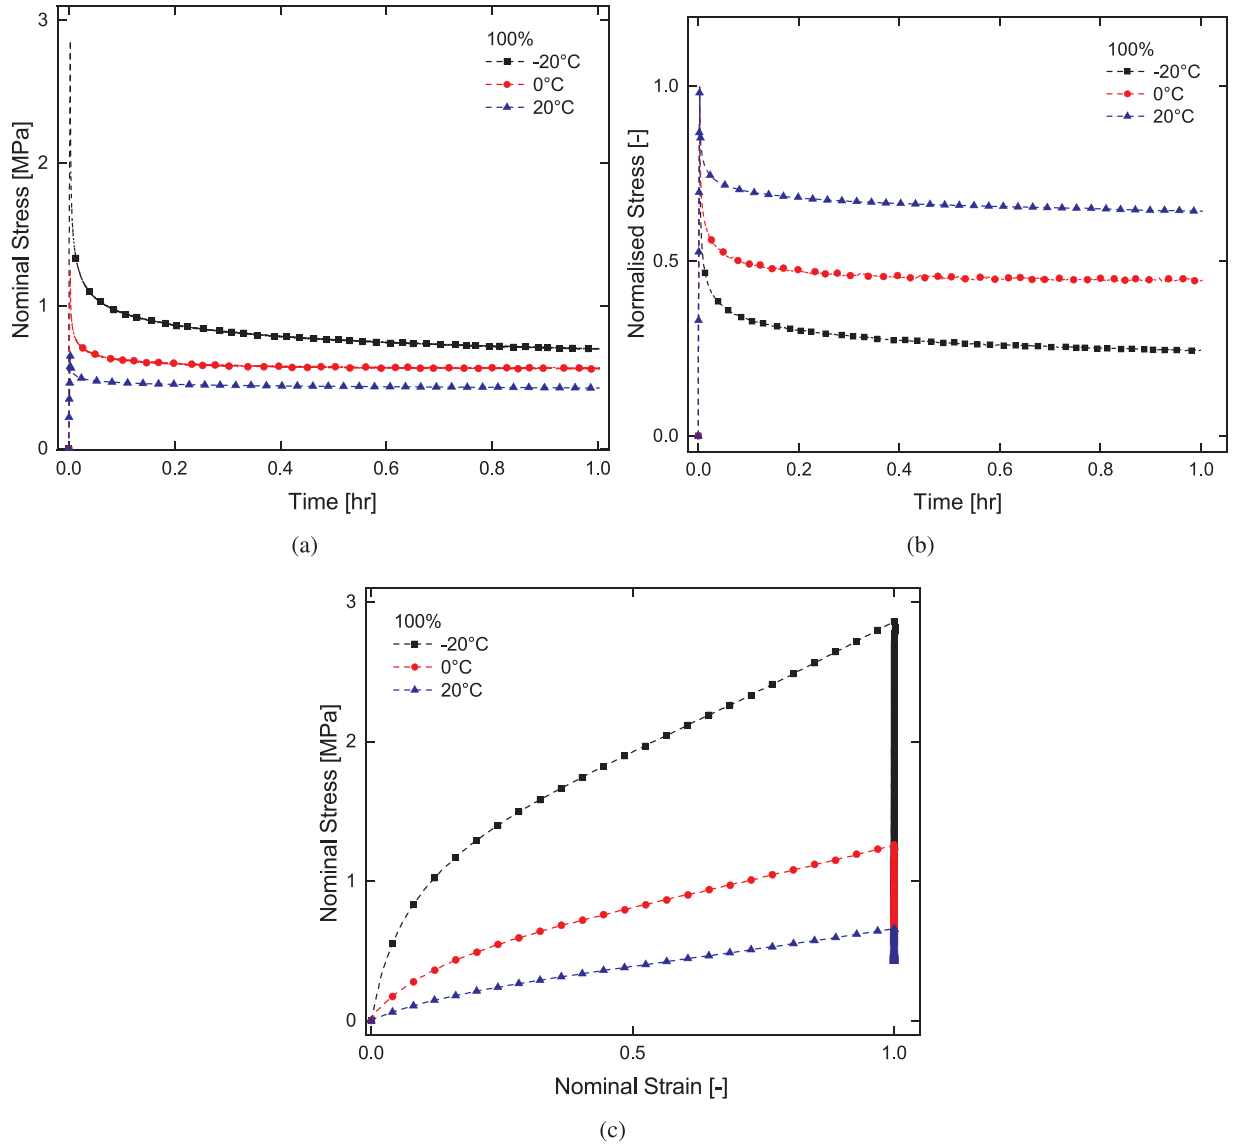 3
2
1
0
Nominal Stress [MPa]
100%
-20°C
0°C
20°C
0.0 0.2 0.4 0.6 0.8 1.0
Time [hr]
(a)
1.0
0.5
0.0
Normalised Stress [-]
100%
-20°C
0°C
20°C
0.0 0.2 0.4 0.6 0.8 1.0
Time [hr]
(b)
3
2
1
0
Nominal Stress [MPa]
100%
-20°C
0°C
20°C
0.0 0.5 1.0
Nominal Strain [-]
(c)